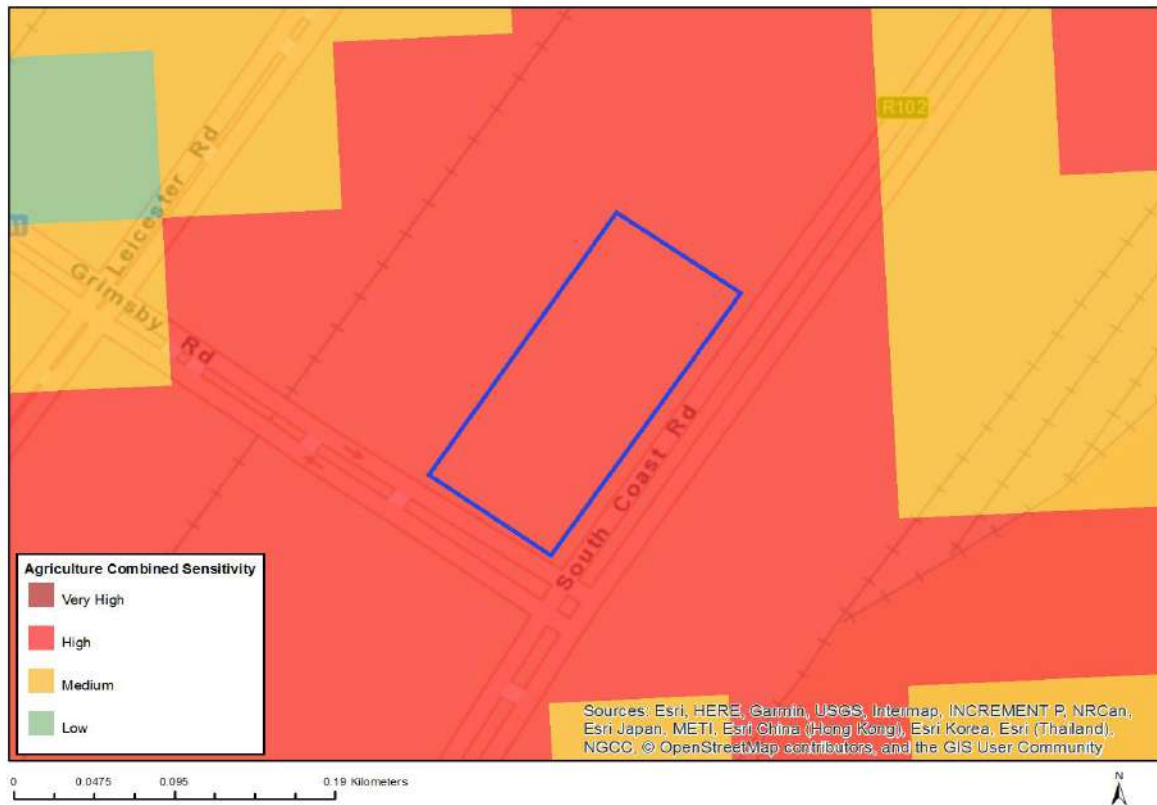 R102
Leicester Rd
Grimsby Rd
South Coast Rd
Agriculture Combined Sensitivity
Very High
High
Medium
Low
Sources: Esri, HERE, Garmin, USGS, Intermap, INCREMENT P, NRCan,
Esri Japan, METI, Esri China (Hong Kong), Esri Korea, Esri (Thailand),
NGCC, © OpenStreetMap contributors, and the GIS User Community
0 0.0475 0.095 0.19 Kilometers
N